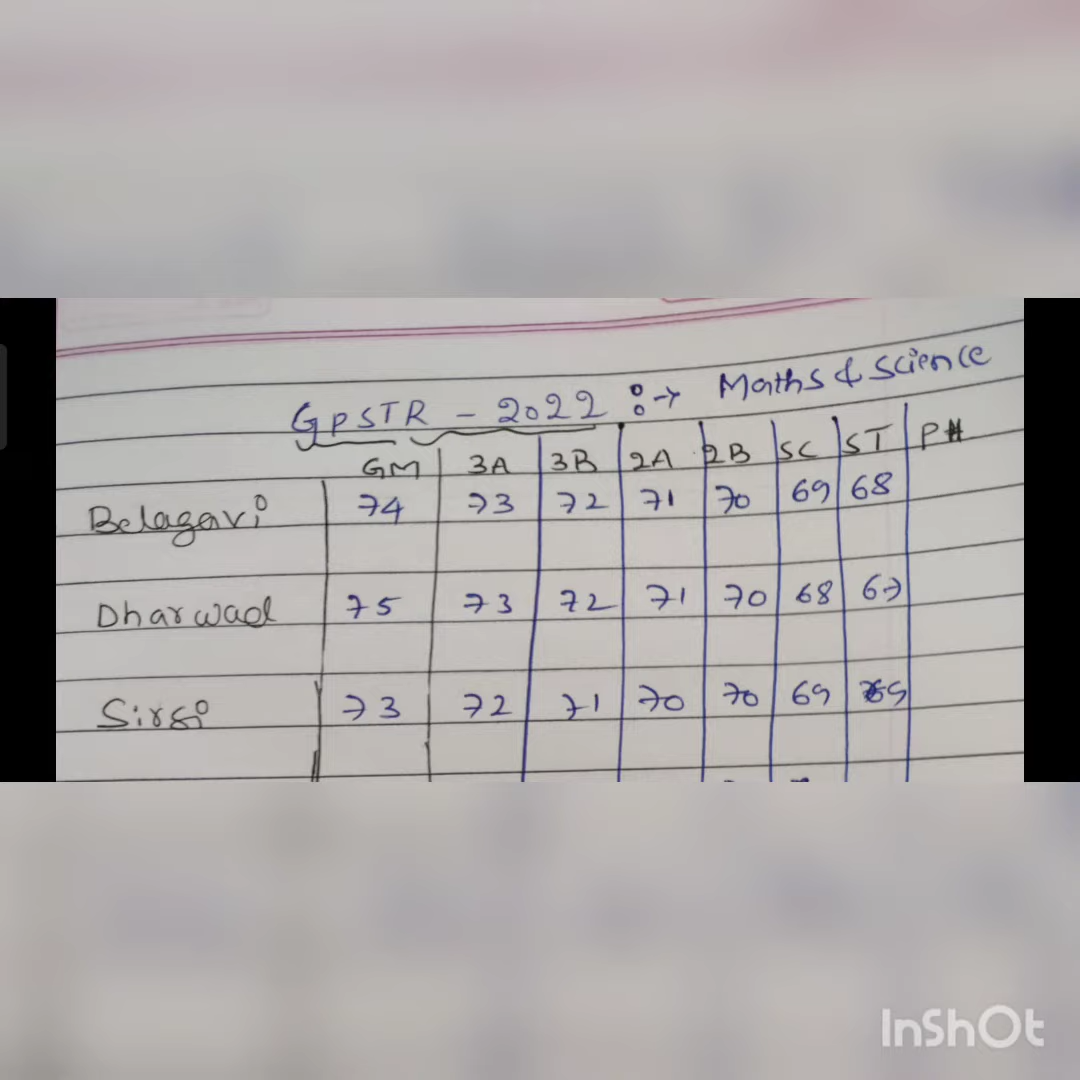 GPSTR - 2022 :→ Maths & Science
GM 3A 3B 2A 2B SC ST PH
Belagavi 74 73 72 71 70 69 68
Dharwad 75 73 72 71 70 68 67
Sirsi 73 72 71 70 70 69
InShOt